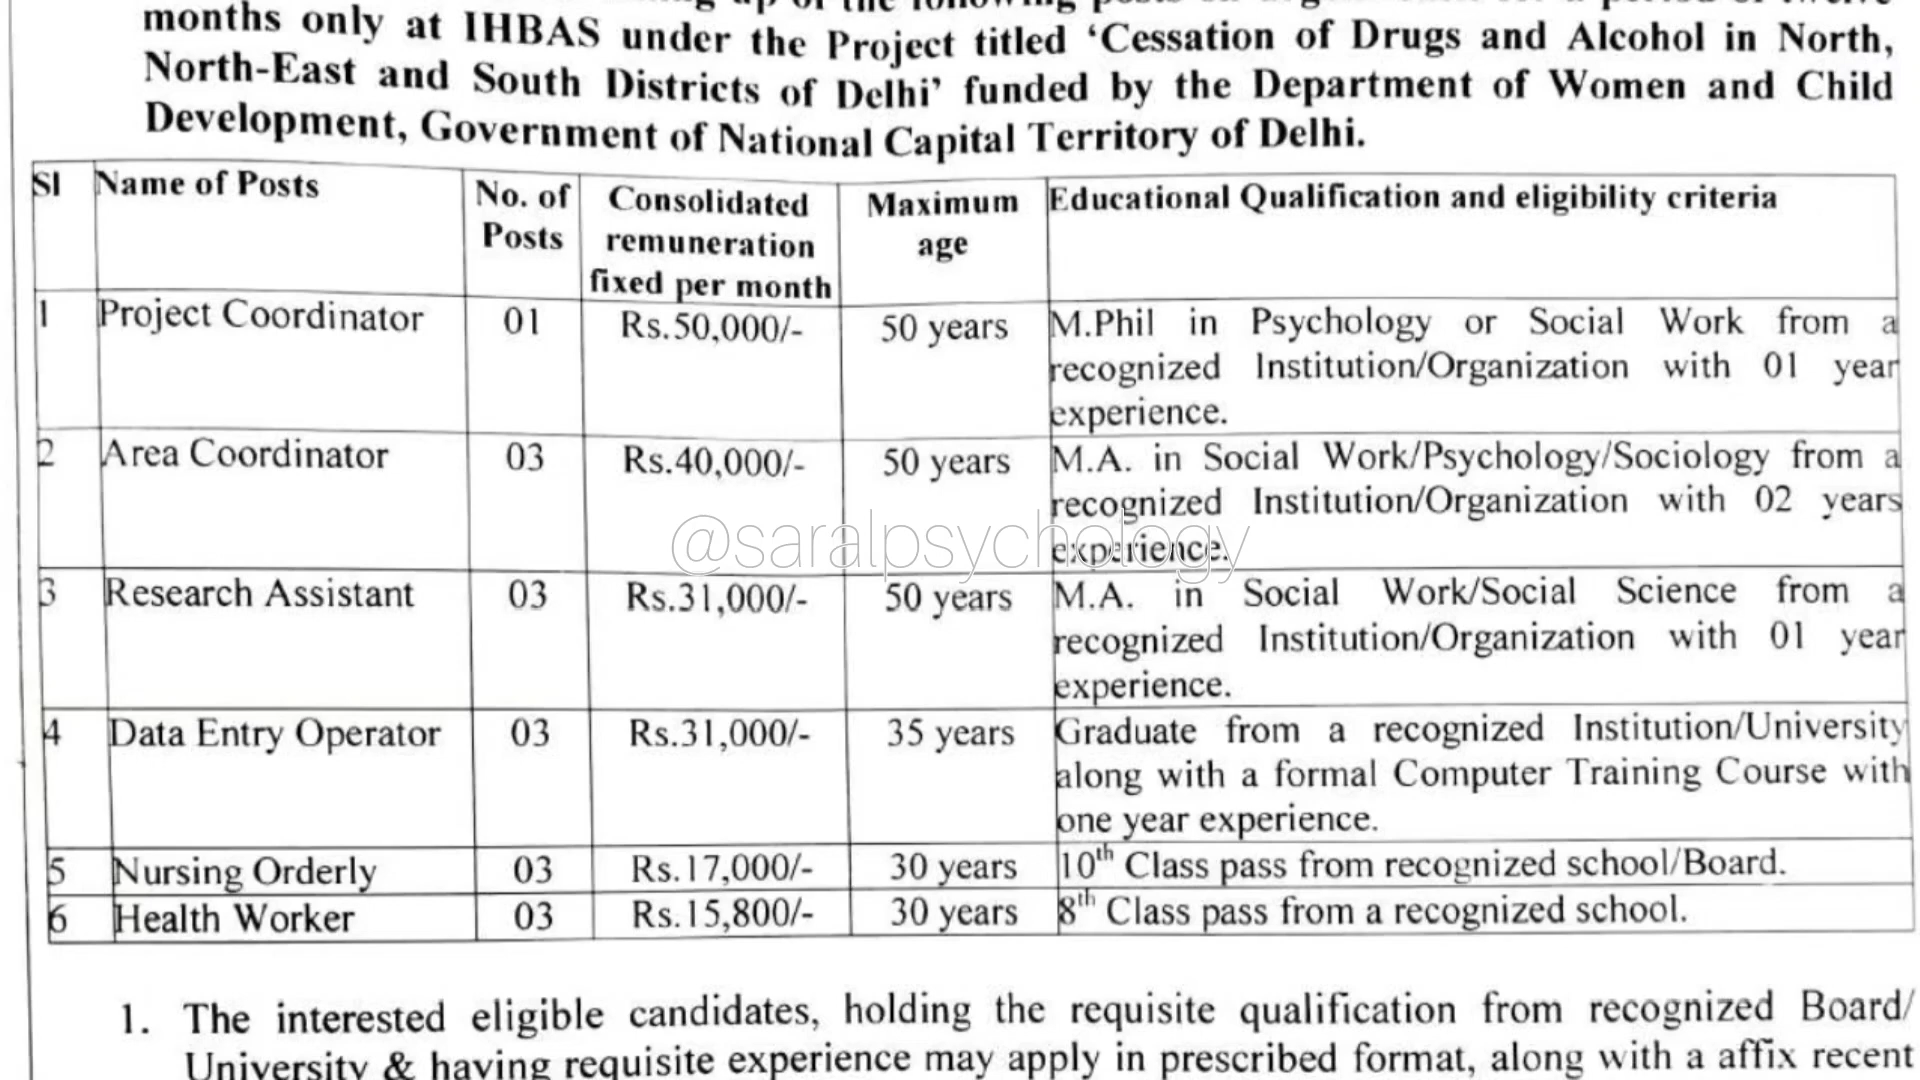 months only at IHBAS under the Project titled ‘Cessation of Drugs and Alcohol in North,
North-East and South Districts of Delhi’ funded by the Department of Women and Child
Development, Government of National Capital Territory of Delhi.
Sl Name of Posts No. of Posts Consolidated remuneration fixed per month Maximum age Educational Qualification and eligibility criteria
1 Project Coordinator 01 Rs.50,000/- 50 years M.Phil in Psychology or Social Work from a
recognized Institution/Organization with 01 year
experience.
2 Area Coordinator 03 Rs.40,000/- 50 years M.A. in Social Work/Psychology/Sociology from a
recognized Institution/Organization with 02 years
experience.
@saralpsychology
3 Research Assistant 03 Rs.31,000/- 50 years M.A. in Social Work/Social Science from a
recognized Institution/Organization with 01 year
experience.
4 Data Entry Operator 03 Rs.31,000/- 35 years Graduate from a recognized Institution/University
along with a formal Computer Training Course with
one year experience.
5 Nursing Orderly 03 Rs.17,000/- 30 years 10th Class pass from recognized school/Board.
6 Health Worker 03 Rs.15,800/- 30 years 8th Class pass from a recognized school.
1. The interested eligible candidates, holding the requisite qualification from recognized Board/
University & having requisite experience may apply in prescribed format, along with a affix recent